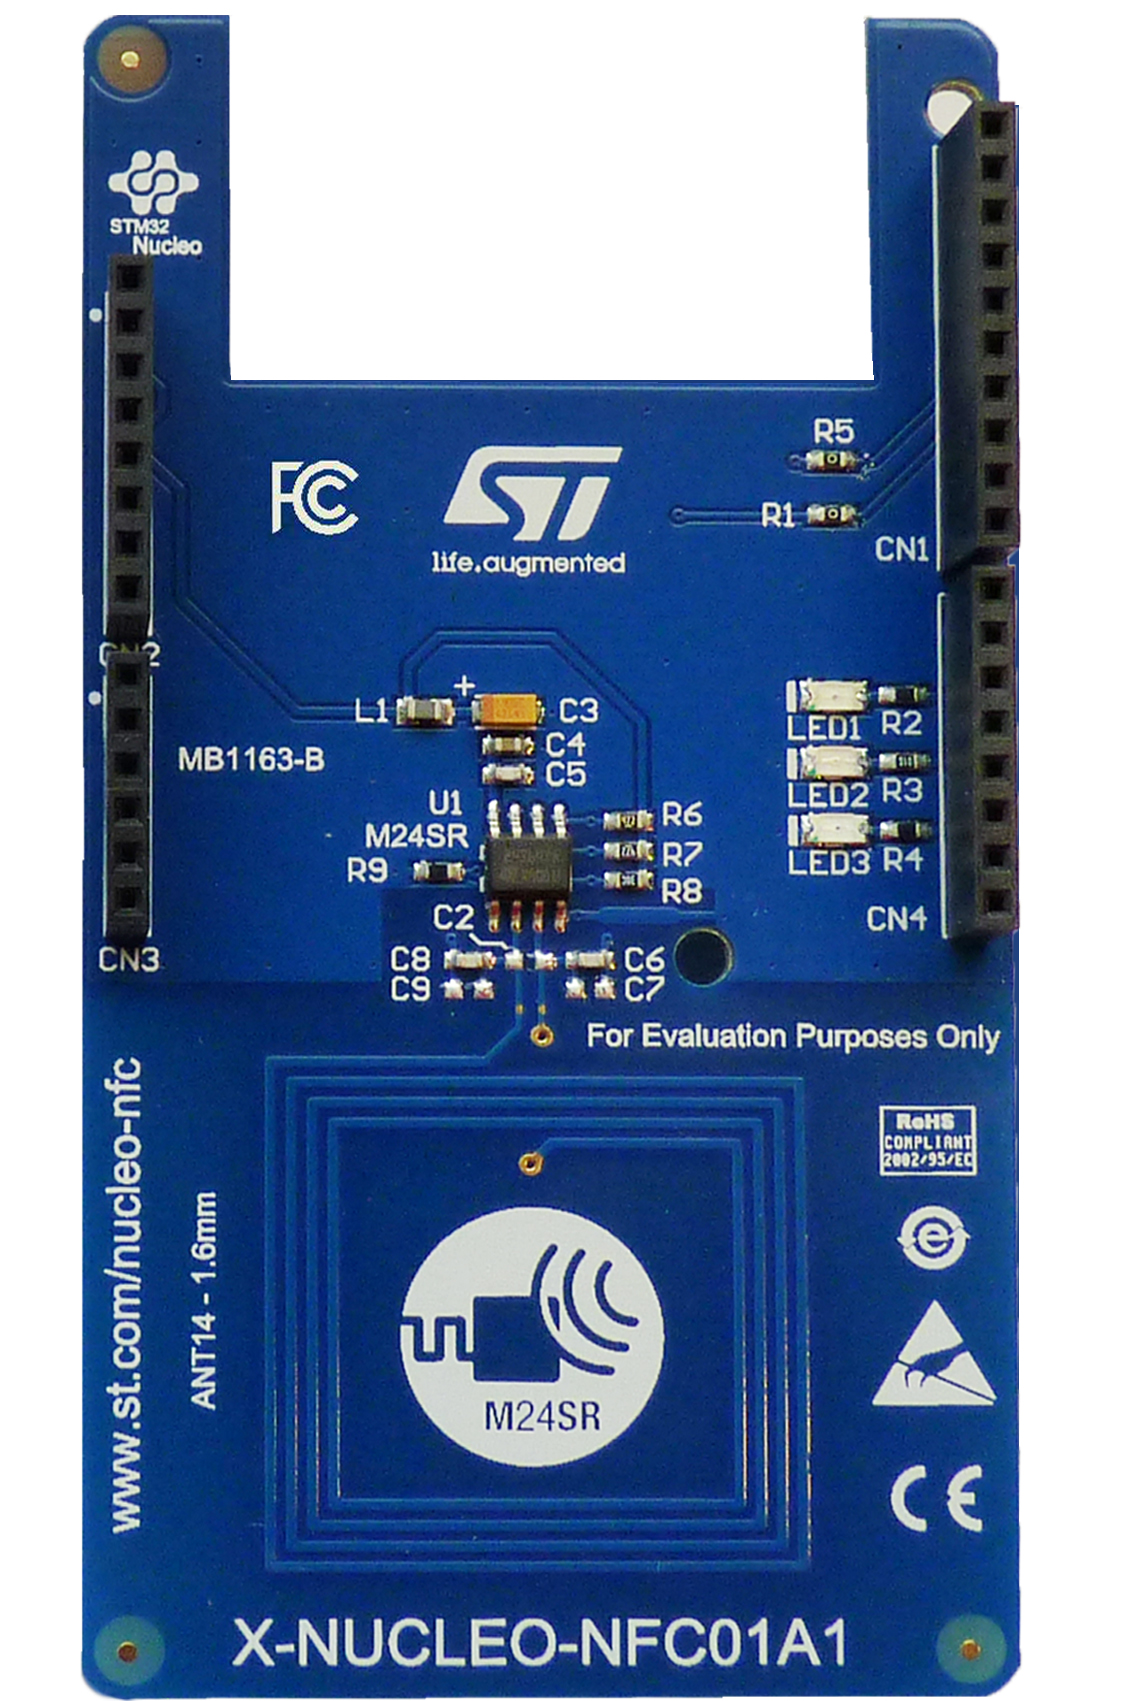 STM32
Nucleo
FC
ST
life.augmented
R5
R1
CN1
CN2
L1
+
C3
C4
C5
MB1163-B
U1
M24SR
R9
R6
R7
R8
LED1
R2
LED2
R3
LED3
R4
CN4
C2
C8
C6
C9
C7
CN3
For Evaluation Purposes Only
www.st.com/nucleo-nfc
ANT14 - 1.6mm
RoHS
COMPLIANT
2002/95/EC
e
M24SR
CE
X-NUCLEO-NFC01A1